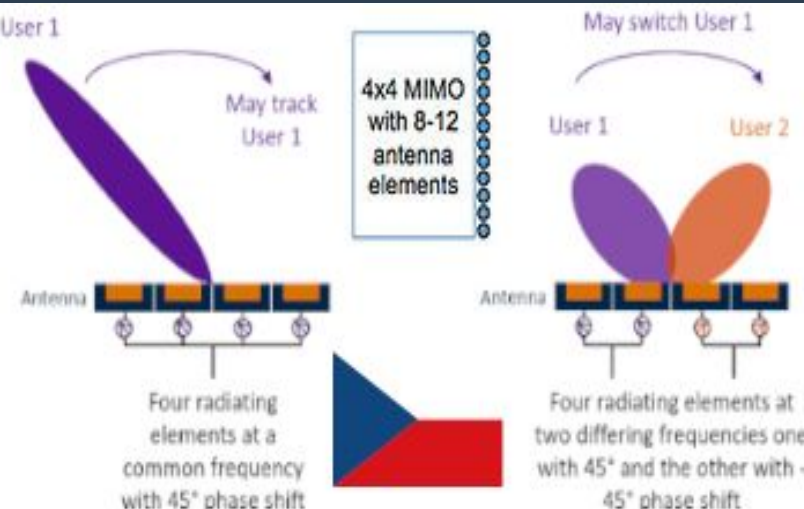 User 1
May track
User 1
Antenna
Four radiating
elements at a
common frequency
with 45° phase shift
4x4 MIMO
with 8-12
antenna
elements
May switch User 1
User 1
User 2
Antenna
Four radiating elements at
two differing frequencies one
with 45° and the other with -
45° phase shift